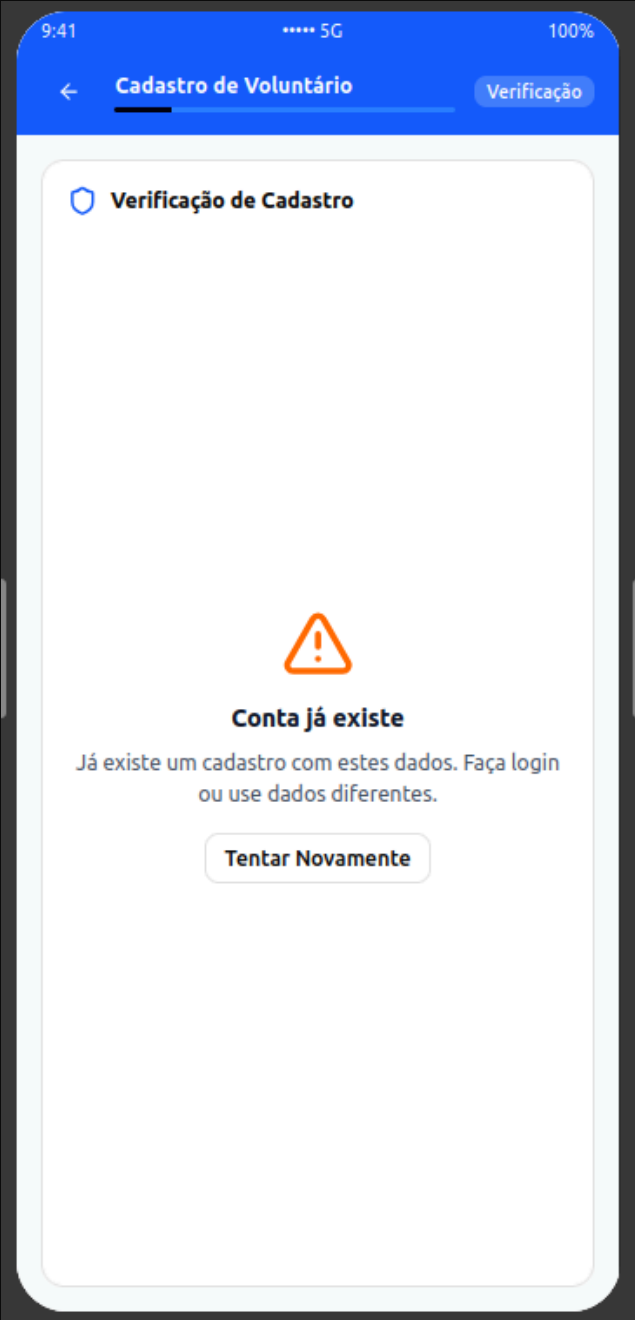 9:41 ••••• 5G 100%
Cadastro de Voluntário
Verificação
Verificação de Cadastro
Conta já existe
Já existe um cadastro com estes dados. Faça login
ou use dados diferentes.
Tentar Novamente